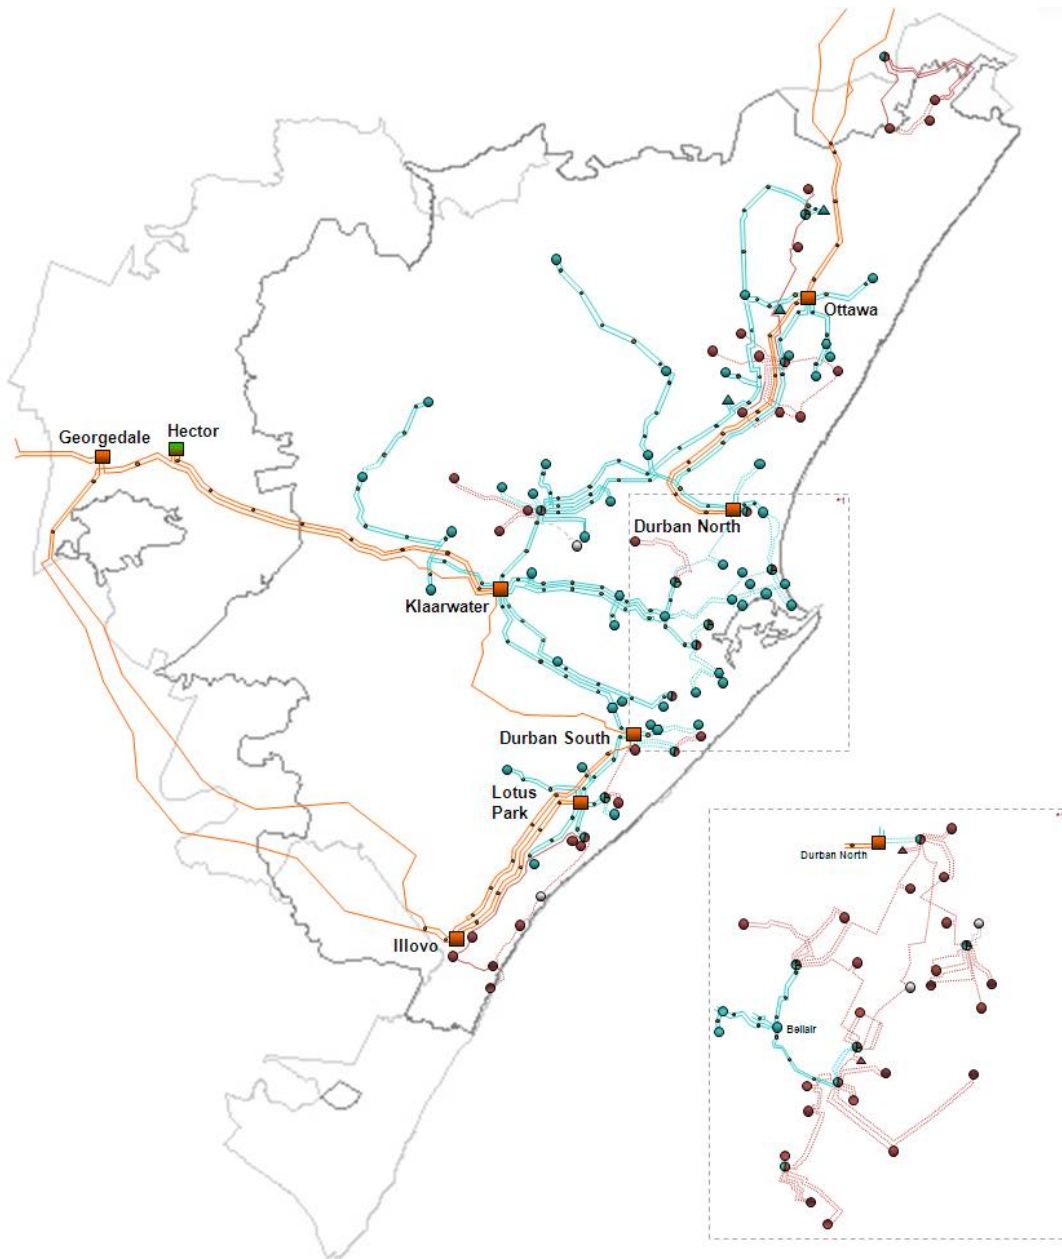 Ottawa
Georgedale
Hector
Durban North
Klaarwater
Durban South
Lotus
Park
Illovo
Durban North
Bellair